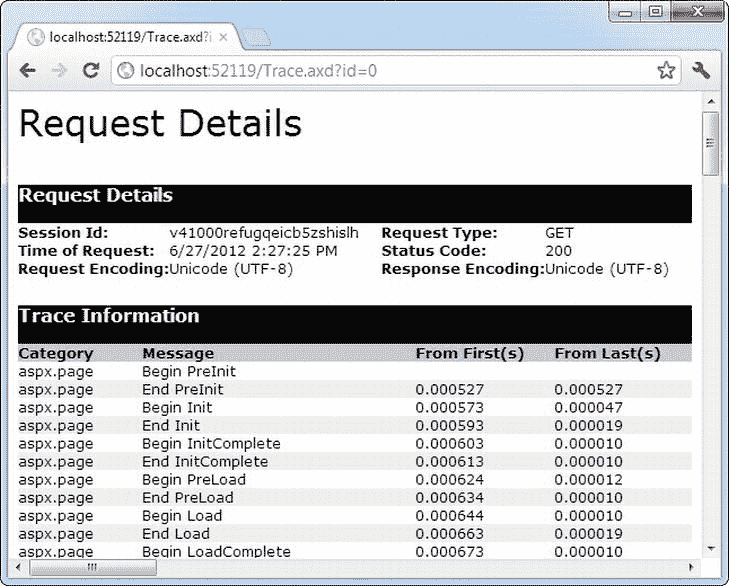 localhost:52119/Trace.axd?i
localhost:52119/Trace.axd?id=0
Request Details
Request Details
Session Id: v41000refugqeicb5zshislh Request Type: GET
Time of Request: 6/27/2012 2:27:25 PM Status Code: 200
Request Encoding:Unicode (UTF-8) Response Encoding:Unicode (UTF-8)
Trace Information
Category Message From First(s) From Last(s)
aspx.page Begin PreInit
aspx.page End PreInit 0.000527 0.000527
aspx.page Begin Init 0.000573 0.000047
aspx.page End Init 0.000593 0.000019
aspx.page Begin InitComplete 0.000603 0.000010
aspx.page End InitComplete 0.000613 0.000010
aspx.page Begin PreLoad 0.000624 0.000012
aspx.page End PreLoad 0.000634 0.000010
aspx.page Begin Load 0.000644 0.000010
aspx.page End Load 0.000663 0.000019
aspx.page Begin LoadComplete 0.000673 0.000010